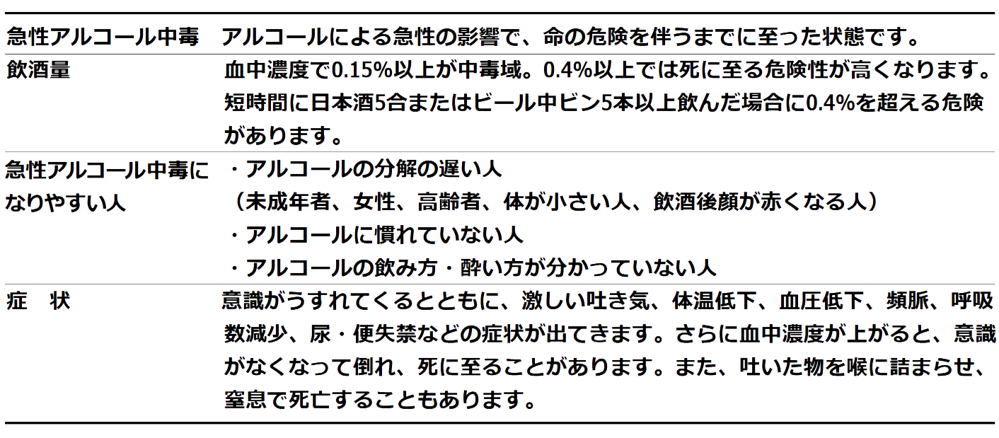 急性アルコール中毒　アルコールによる急性の影響で、命の危険を伴うまでに至った状態です。
飲酒量　血中濃度で0.15%以上が中毒域。0.4%以上では死に至る危険性が高くなります。
短時間に日本酒5合またはビール中ビン5本以上飲んだ場合に0.4%を超える危険
があります。
急性アルコール中毒に　・アルコールの分解の遅い人
なりやすい人　（未成年者、女性、高齢者、体が小さい人、飲酒後顔が赤くなる人）
・アルコールに慣れていない人
・アルコールの飲み方・酔い方が分かっていない人
症　状　意識がうすれてくるとともに、激しい吐き気、体温低下、血圧低下、頻脈、呼吸
数減少、尿・便失禁などの症状が出てきます。さらに血中濃度が上がると、意識
がなくなって倒れ、死に至ることがあります。また、吐いた物を喉に詰まらせ、
窒息で死亡することもあります。